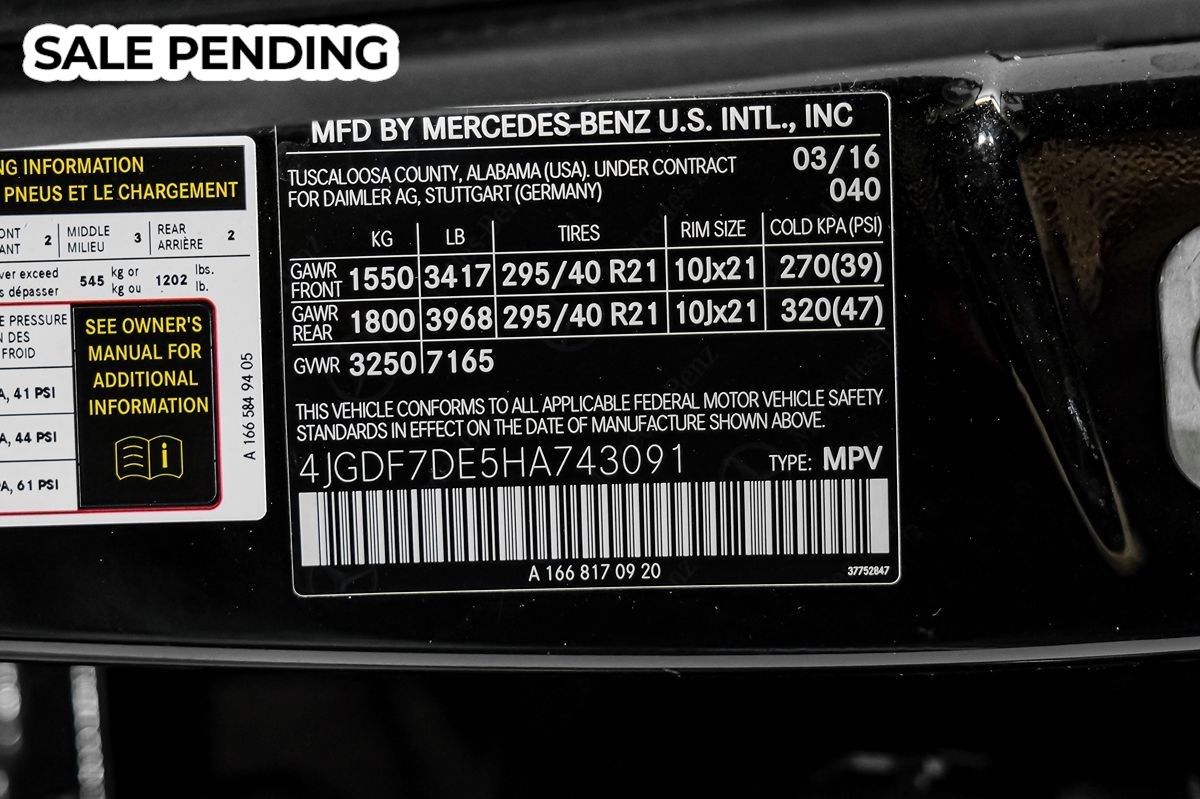 SALE PENDING
NG INFORMATION
PNEUS ET LE CHARGEMENT
2 MIDDLE MILIEU 3 REAR ARRIÈRE 2
exceed
dépasser
545 kg or kg ou 1202 lbs. lb.
PRESSURE
DES
FROID
41 PSI
44 PSI
61 PSI
SEE OWNER'S
MANUAL FOR
ADDITIONAL
INFORMATION
i
A 166 584 94 05
MFD BY MERCEDES-BENZ U.S. INTL., INC
TUSCALOOSA COUNTY, ALABAMA (USA). UNDER CONTRACT
FOR DAIMLER AG, STUTTGART (GERMANY)
03/16
040
KG LB TIRES RIM SIZE COLD KPA (PSI)
GAWR FRONT 1550 3417 295/40 R21 10Jx21 270(39)
GAWR REAR 1800 3968 295/40 R21 10Jx21 320(47)
GVWR 3250 7165
THIS VEHICLE CONFORMS TO ALL APPLICABLE FEDERAL MOTOR VEHICLE SAFETY
STANDARDS IN EFFECT ON THE DATE OF MANUFACTURE SHOWN ABOVE.
4JGDF7DE5HA743091 TYPE: MPV
A 166 817 09 20
37752847